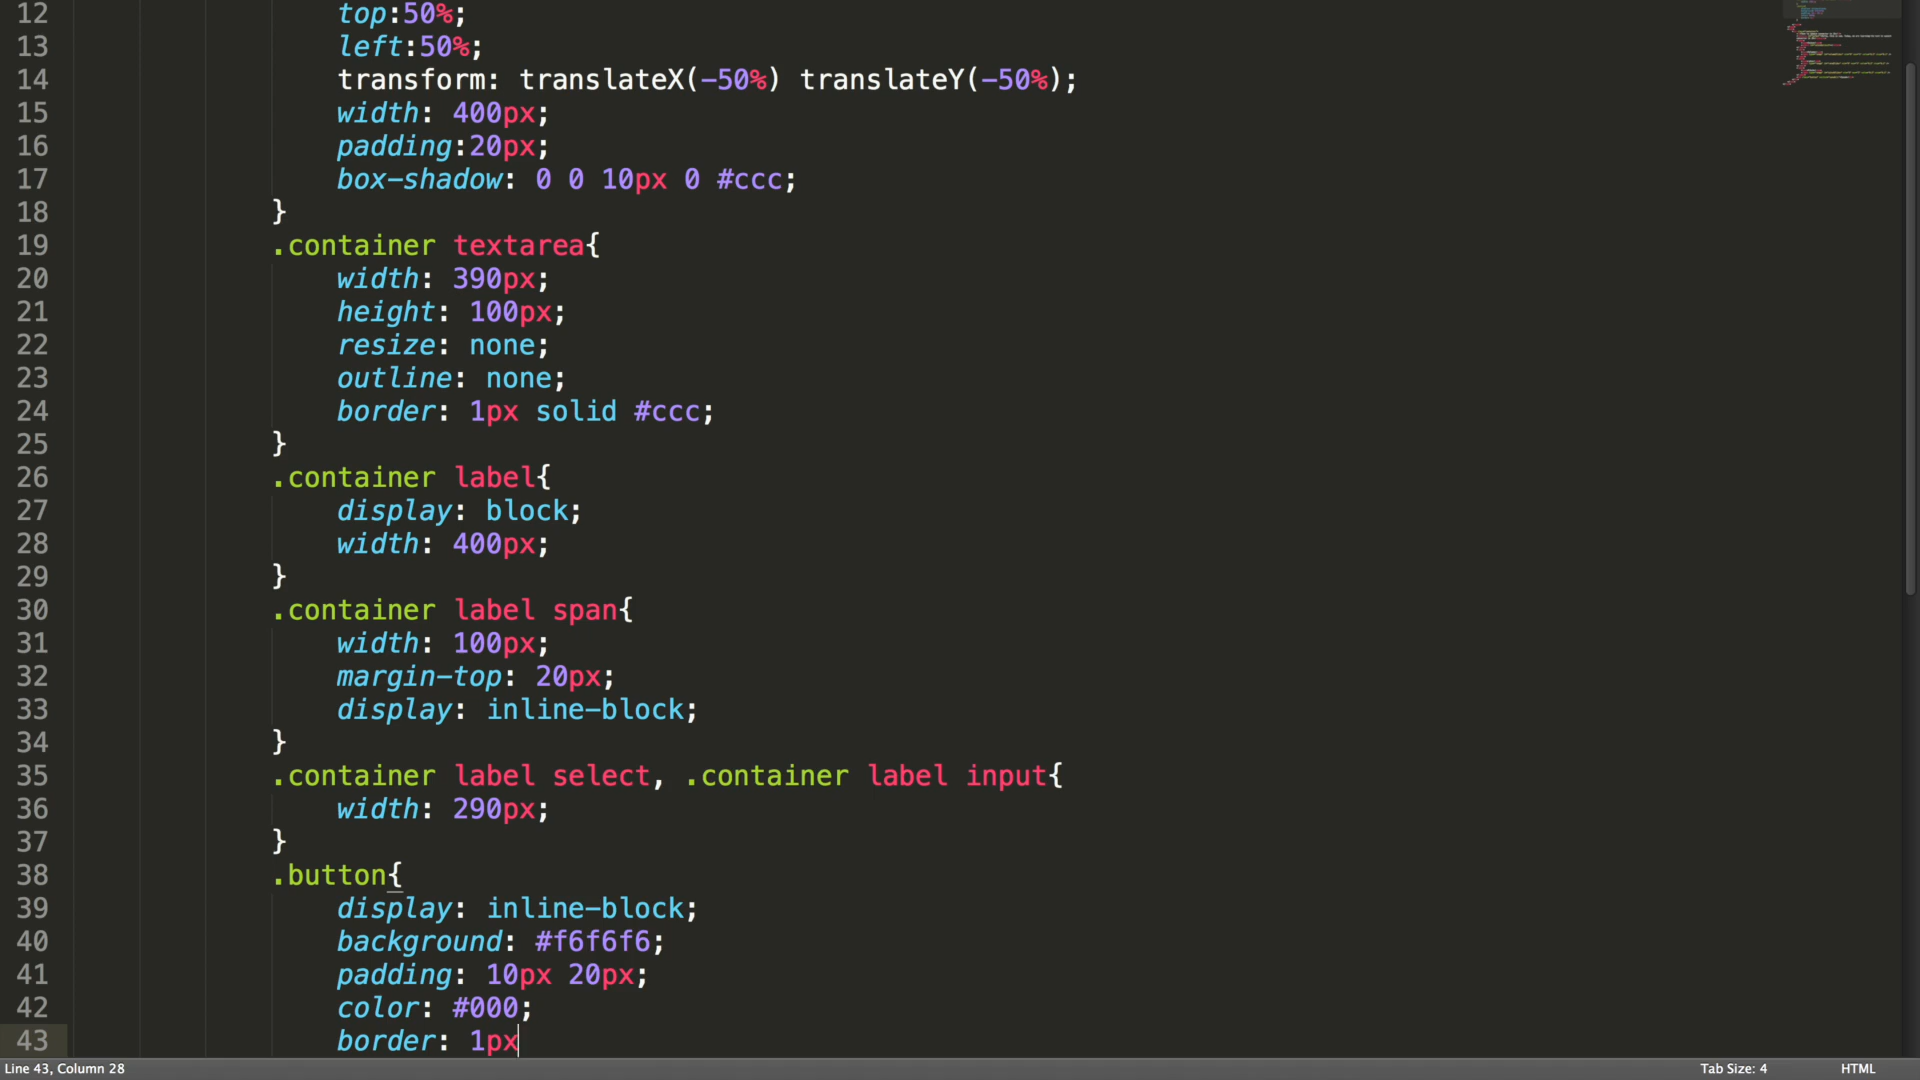 12 top:50%;
13 left:50%;
14 transform: translateX(-50%) translateY(-50%);
15 width: 400px;
16 padding:20px;
17 box-shadow: 0 0 10px 0 #ccc;
18 }
19 .container textarea{
20 width: 390px;
21 height: 100px;
22 resize: none;
23 outline: none;
24 border: 1px solid #ccc;
25 }
26 .container label{
27 display: block;
28 width: 400px;
29 }
30 .container label span{
31 width: 100px;
32 margin-top: 20px;
33 display: inline-block;
34 }
35 .container label select, .container label input{
36 width: 290px;
37 }
38 .button{
39 display: inline-block;
40 background: #f6f6f6;
41 padding: 10px 20px;
42 color: #000;
43 border: 1px
Line 43, Column 28 Tab Size: 4 HTML